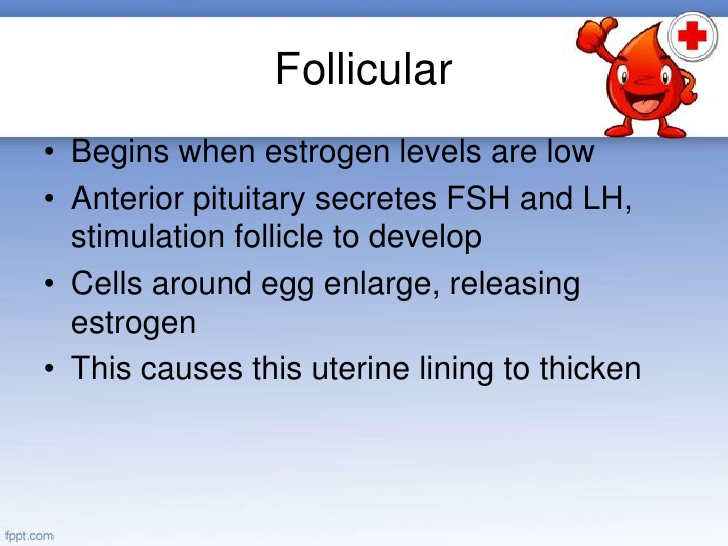 Follicular
• Begins when estrogen levels are low
• Anterior pituitary secretes FSH and LH,
stimulation follicle to develop
• Cells around egg enlarge, releasing
estrogen
• This causes this uterine lining to thicken
fppt.com